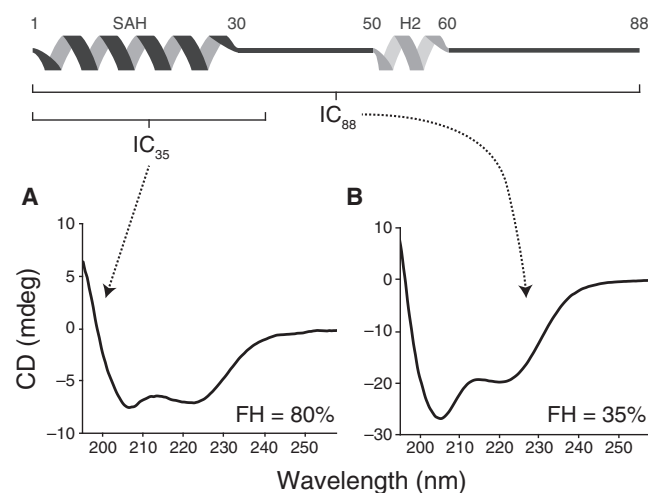 1 SAH 30 50 H2 60 88
IC88
IC35
A B
10 10
5 0
0 -10
–5 –20
–10 –30
CD (mdeg)
FH = 80% FH = 35%
200 210 220 230 240 250 200 210 220 230 240 250
Wavelength (nm)